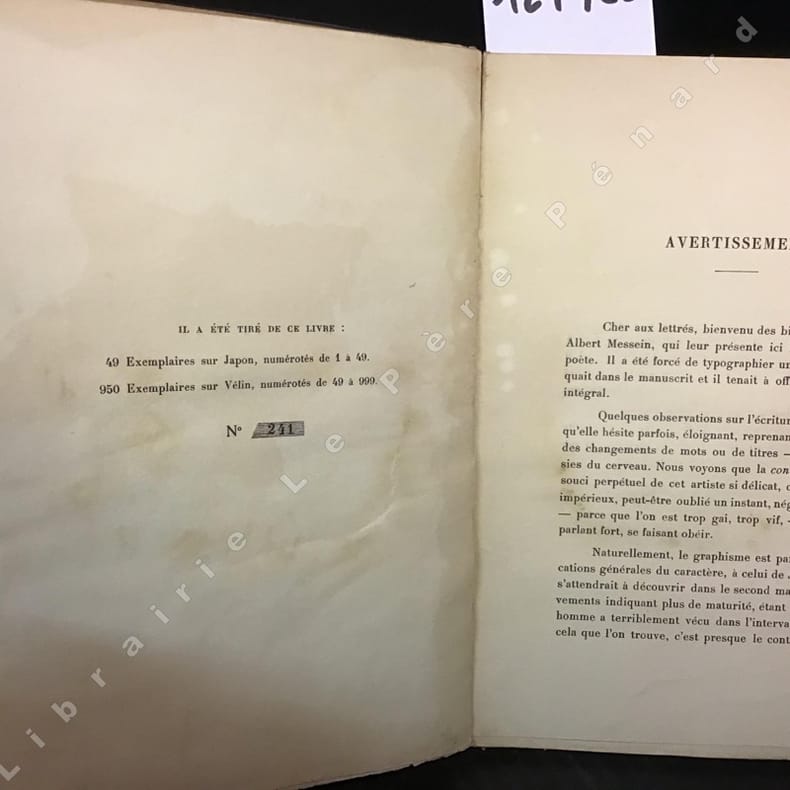 IL A ÉTÉ TIRÉ DE CE LIVRE :
49 Exemplaires sur Japon, numérotés de 1 à 49.
950 Exemplaires sur Vélin, numérotés de 49 à 999.
N° 241
AVERTISSEME
Cher aux lettrés, bienvenu des bi
Albert Messein, qui leur présente ici
poète. Il a été forcé de typographier un
quait dans le manuscrit et il tenait à off
intégral.
Quelques observations sur l'écritur
qu'elle hésite parfois, éloignant, reprenan
des changements de mots ou de titres —
sies du cerveau. Nous voyons que la con
souci perpétuel de cet artiste si délicat,
impérieux, peut-être oublié un instant, nég
— parce que l'on est trop gai, trop vif, -
parlant fort, se faisant obéir.
Naturellement, le graphisme est pa
cations générales du caractère, à celui de
s'attendrait à découvrir dans le second ma
vements indiquant plus de maturité, étant
homme a terriblement vécu dans l'interva
cela que l'on trouve, c'est presque le cont
Librairie Le Père Pénard